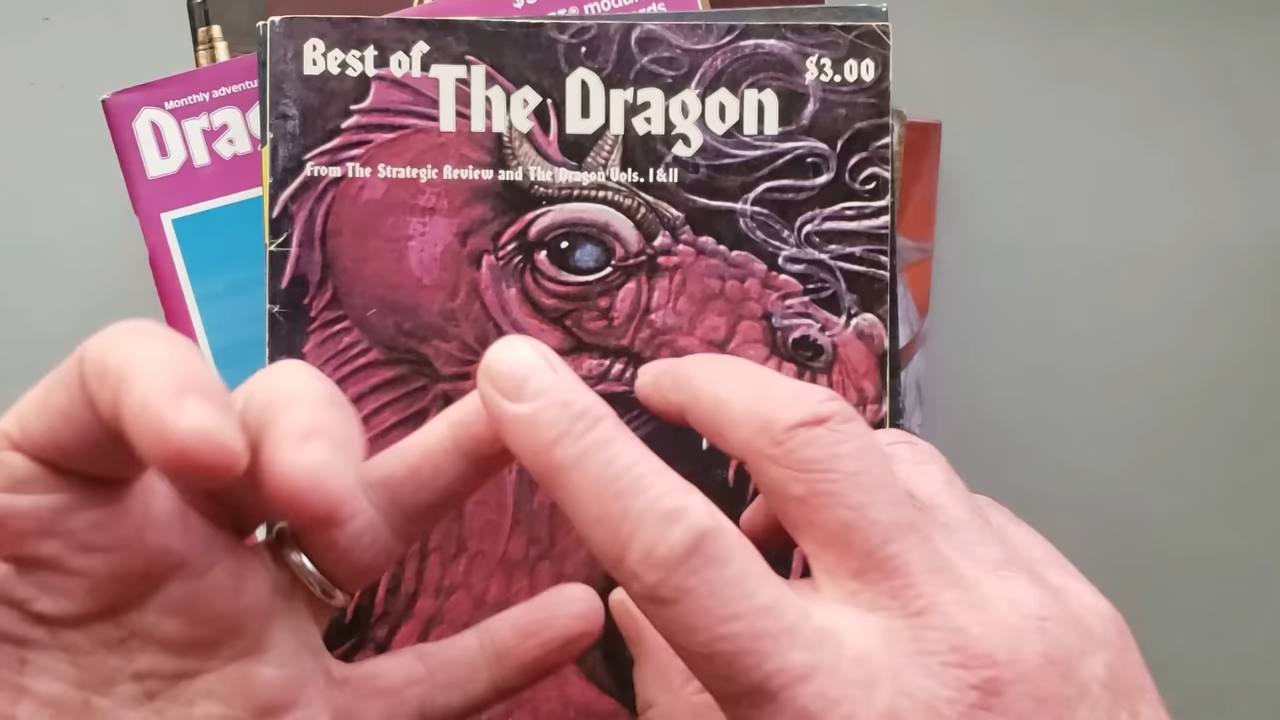 Best of
The Dragon
$3.00
From The Strategic Review and The Dragon Vols. I & II
Monthly adventu
Drag